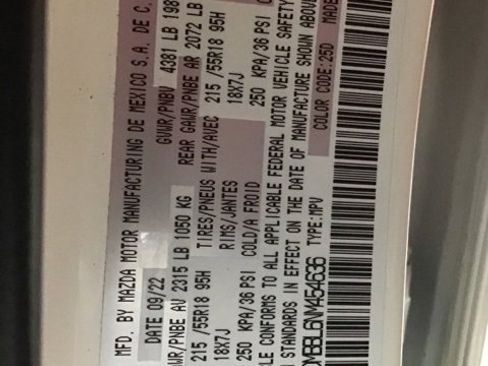 MFD. BY MAZDA MOTOR MANUFACTURING DE MEXICO S.A. DE C.
DATE 09/22 GVWR/PNBV 4381 LB 198
GAWR/PNBE AV 2315 LB 1050 KG REAR GAWR/PNBE AR 2072 LB
215 /55R18 95H TIRES/PNEUS WITH/AVEC 215 /55R18 95H
18X7J RIMS/JANTES 18X7J
250 KPA/36 PSI COLD/A FROID 250 KPA/36 PSI
CONFORMS TO ALL APPLICABLE FEDERAL MOTOR VEHICLE SAFETY
STANDARDS IN EFFECT ON THE DATE OF MANUFACTURE SHOWN ABOVE
TYPE:MPV COLOR CODE:25D MADE